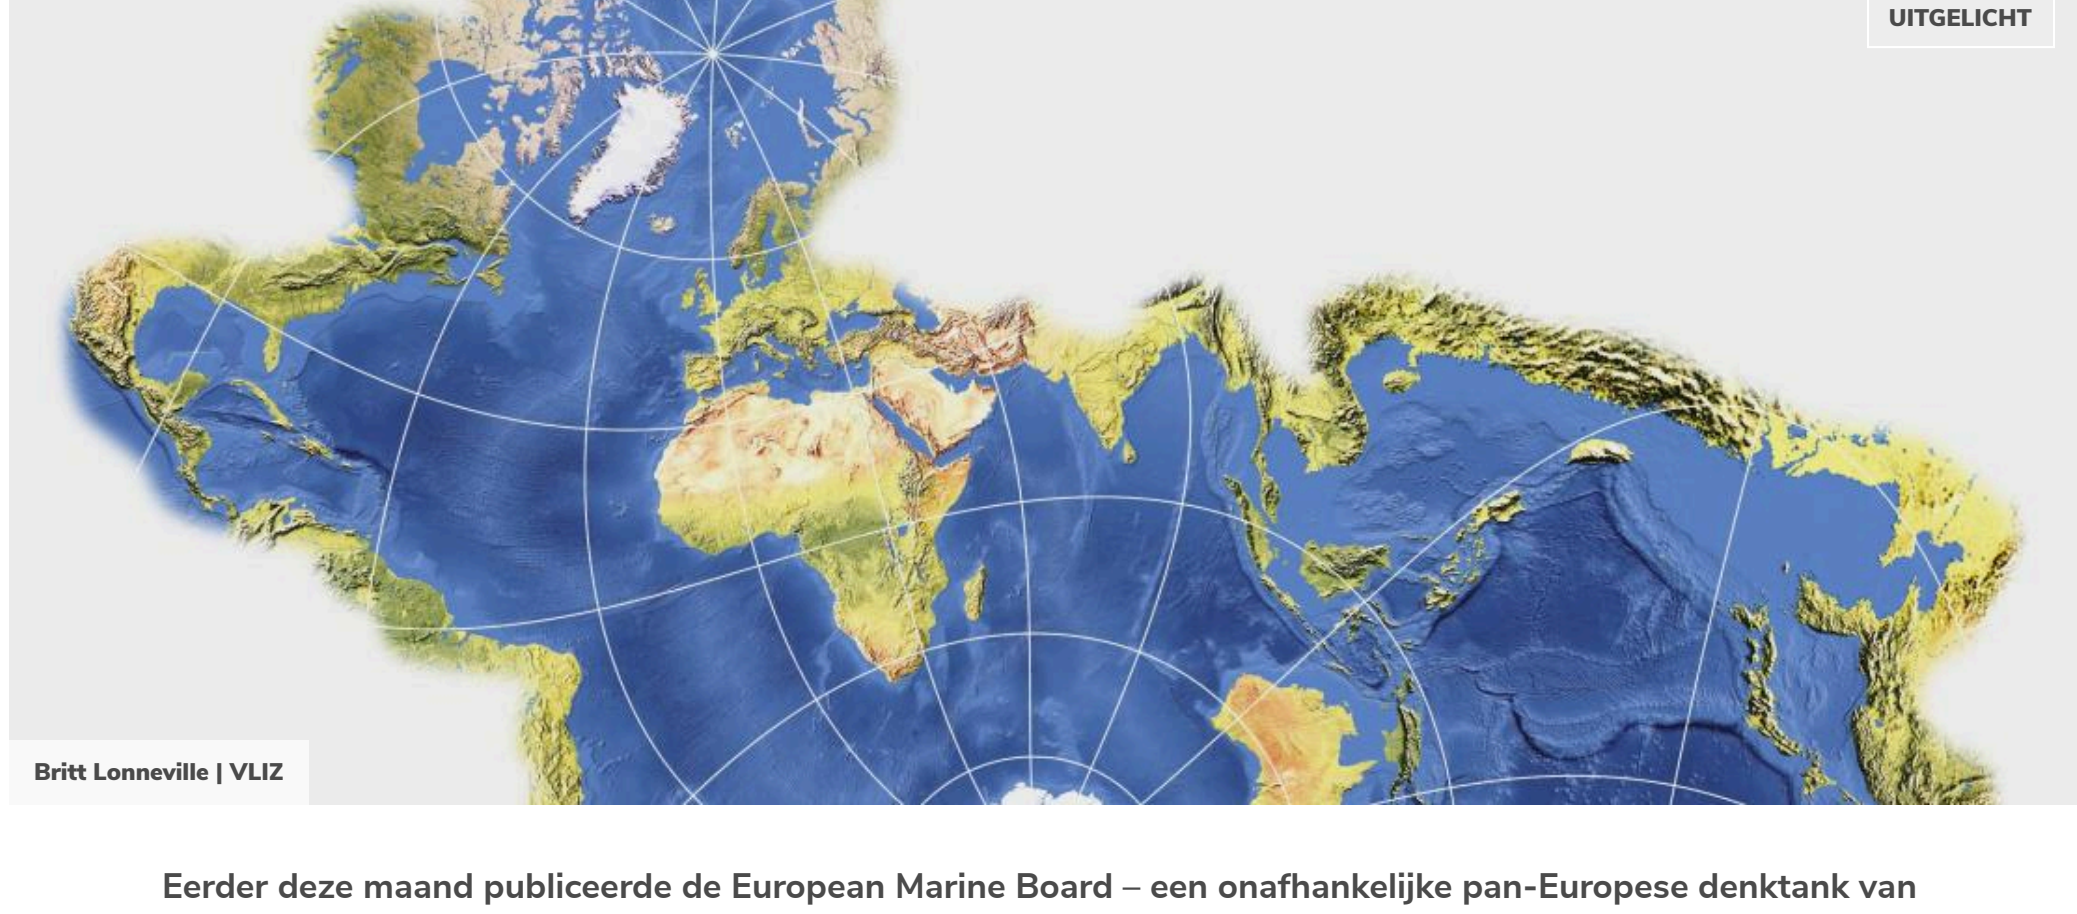 UITGELICHT
Britt Lonneville | VLIZ
Eerder deze maand publiceerde de European Marine Board – een onafhankelijke pan-Europese denktank van